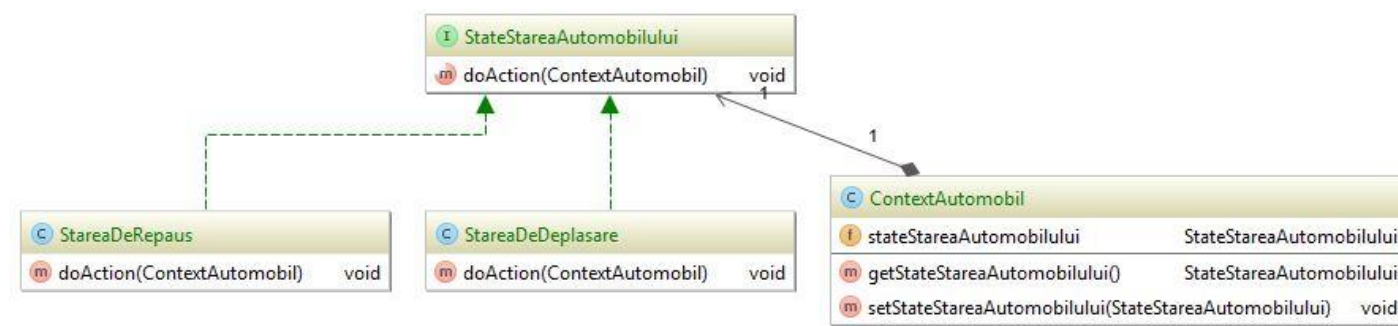 I StateStareaAutomobilului
m doAction(ContextAutomobil) void
1
1
C StareaDeRepaus
m doAction(ContextAutomobil) void
C StareaDeDeplasare
m doAction(ContextAutomobil) void
C ContextAutomobil
f stateStareaAutomobilului StateStareaAutomobilului
m getStateStareaAutomobilului() StateStareaAutomobilului
m setStateStareaAutomobilului(StateStareaAutomobilului) void